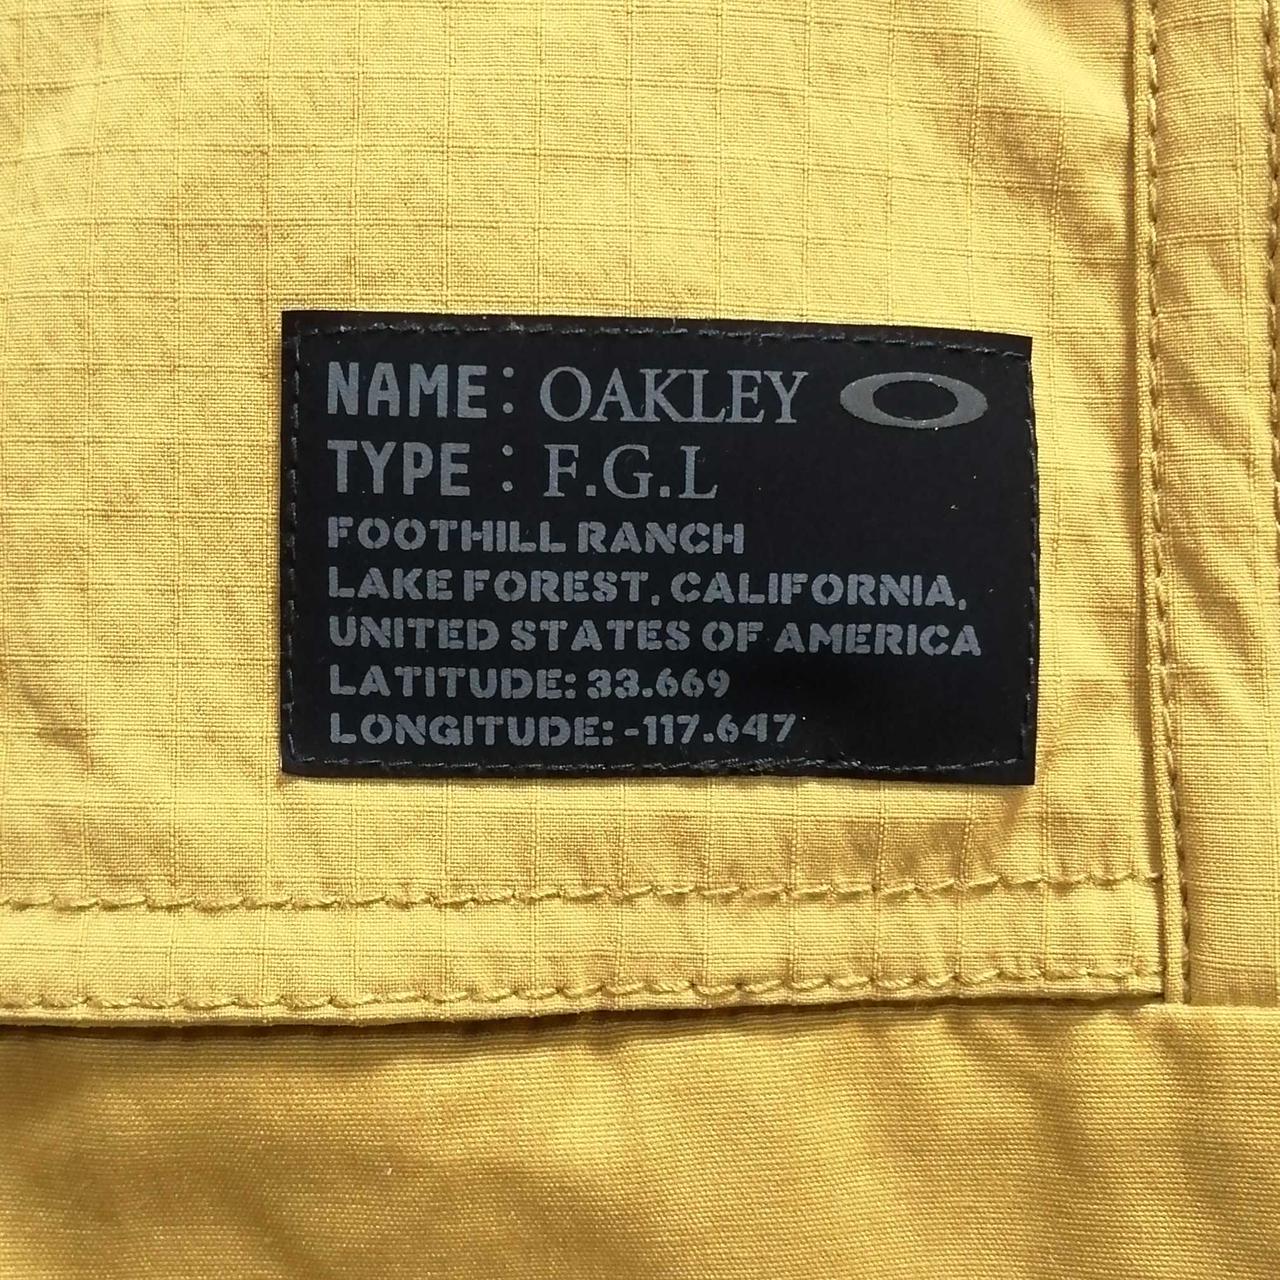 NAME: OAKLEY
TYPE : F.G.L
FOOTHILL RANCH
LAKE FOREST, CALIFORNIA,
UNITED STATES OF AMERICA
LATITUDE: 33.669
LONGITUDE: -117.647